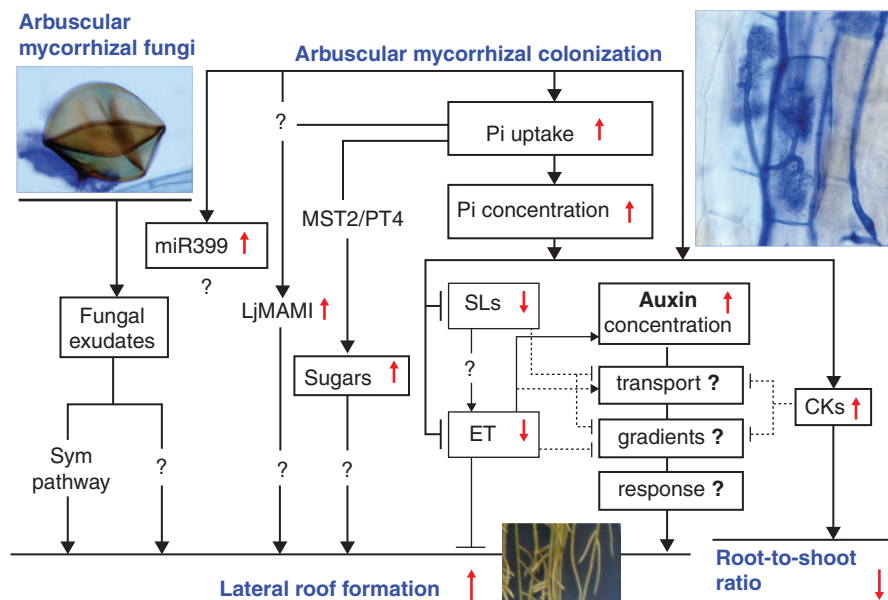 Arbuscular
mycorrhizal fungi
Arbuscular mycorrhizal colonization
?
Pi uptake
MST2/PT4
Pi concentration
miR399
?
LjMAMI
SLs
Auxin
concentration
Fungal
exudates
Sugars
?
transport ?
CKs
ET
gradients ?
Sym
pathway
?
?
?
response ?
Lateral roof formation
Root-to-shoot
ratio